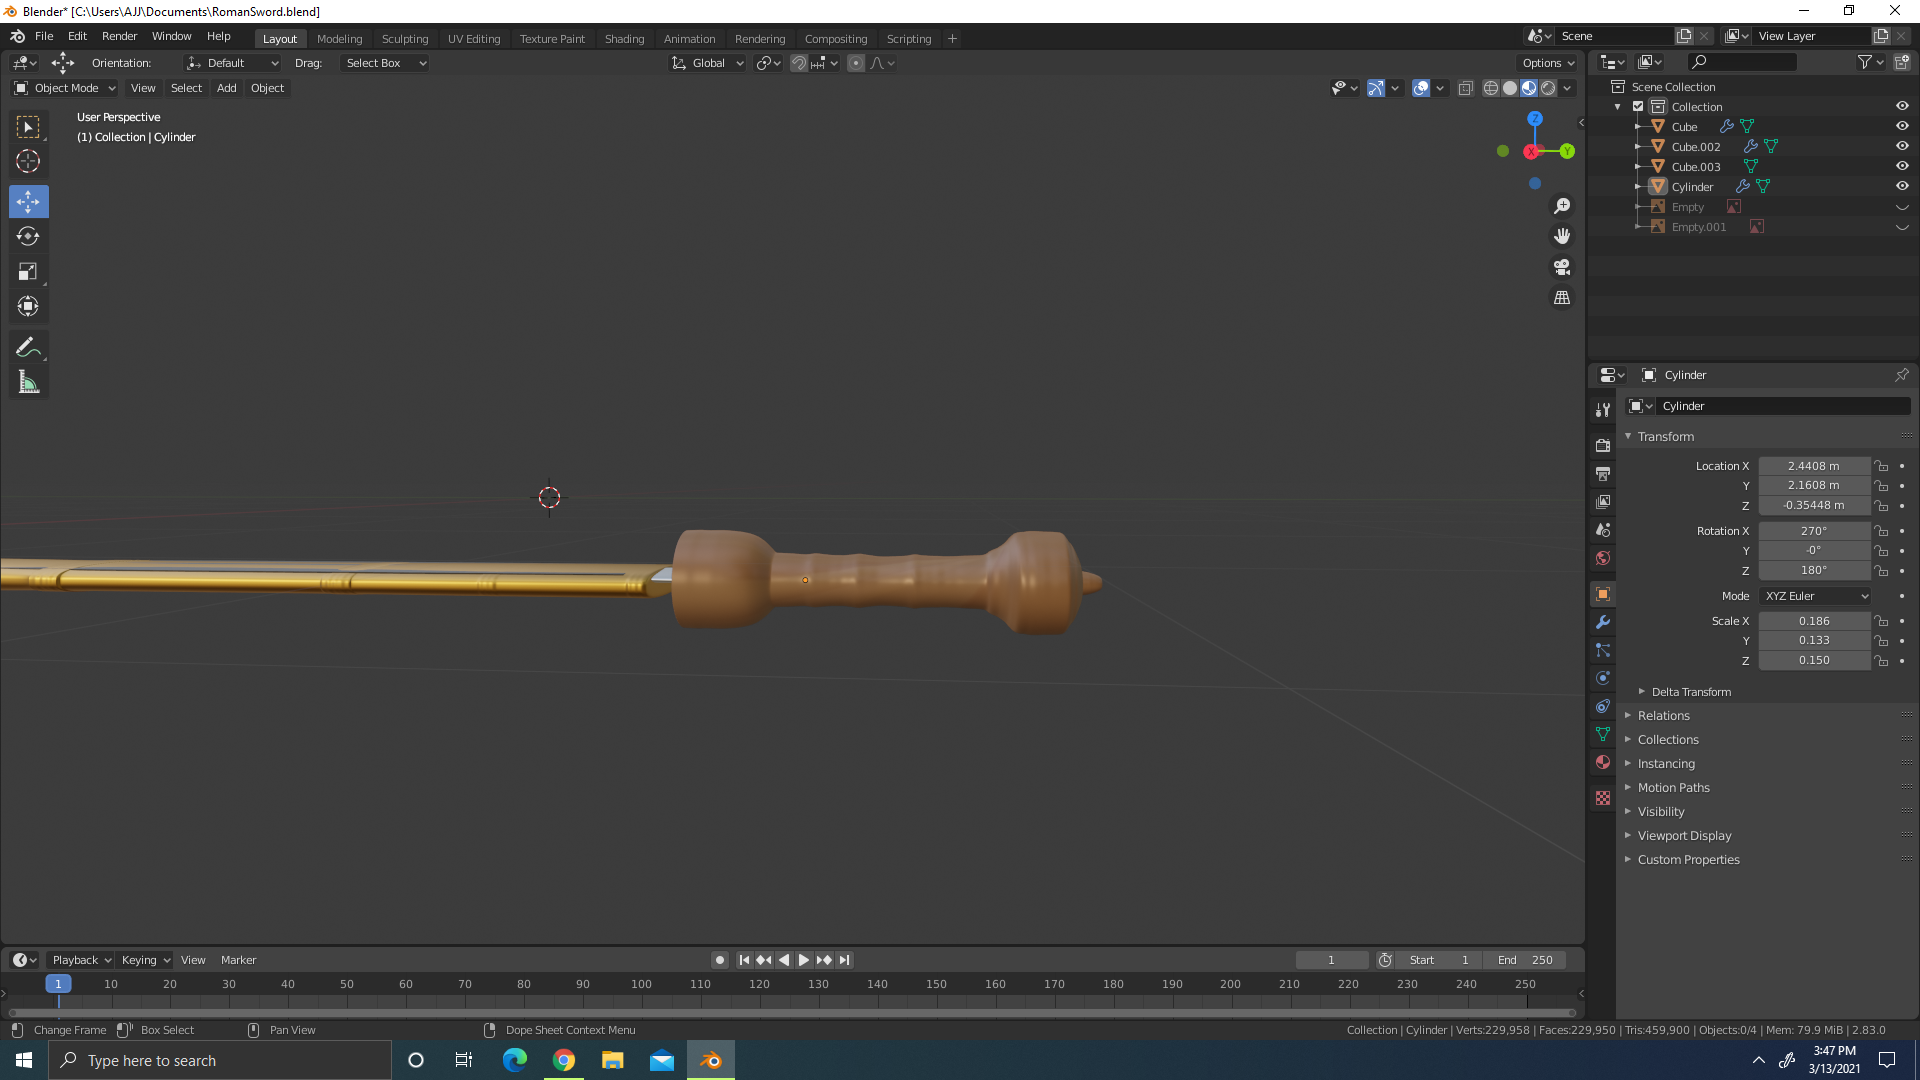 Blender* [C:\Users\AJJ\Documents\RomanSword.blend]
File Edit Render Window Help Layout Modeling Sculpting UV Editing Texture Paint Shading Animation Rendering Compositing Scripting + Scene View Layer
Orientation: Default Drag: Select Box Global Options
Object Mode View Select Add Object
User Perspective
(1) Collection | Cylinder
Z
X
Y
Scene Collection
Collection
Cube
Cube.002
Cube.003
Cylinder
Empty
Empty.001
Cylinder
Cylinder
Transform
Location X 2.4408 m
Y 2.1608 m
Z -0.35448 m
Rotation X 270°
Y -0°
Z 180°
Mode XYZ Euler
Scale X 0.186
Y 0.133
Z 0.150
Delta Transform
Relations
Collections
Instancing
Motion Paths
Visibility
Viewport Display
Custom Properties
Playback Keying View Marker 1 Start 1 End 250
1 10 20 30 40 50 60 70 80 90 100 110 120 130 140 150 160 170 180 190 200 210 220 230 240 250
Change Frame Box Select Pan View Dope Sheet Context Menu Collection | Cylinder | Verts:229,958 | Faces:229,950 | Tris:459,900 | Objects:0/4 | Mem: 79.9 MiB | 2.83.0
Type here to search
3:47 PM
3/13/2021